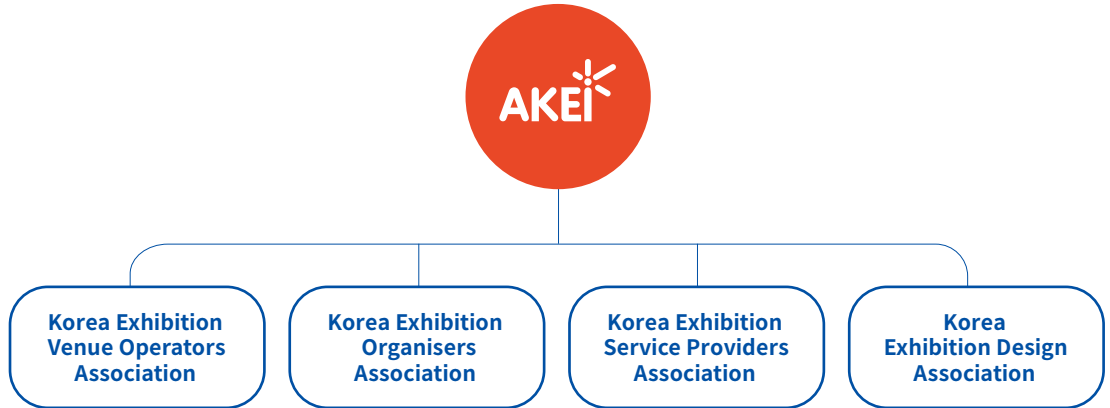 AKEI
Korea Exhibition
Venue Operators
Association
Korea Exhibition
Organisers
Association
Korea Exhibition
Service Providers
Association
Korea
Exhibition Design
Association